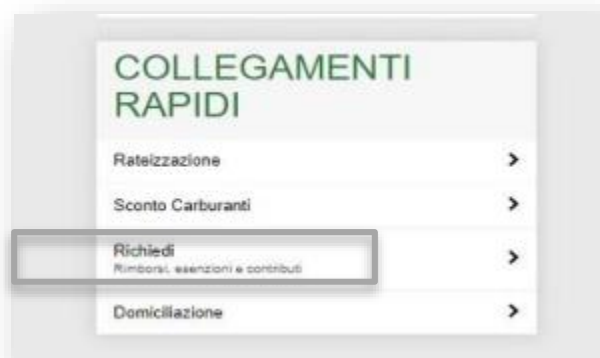 COLLEGAMENTI
RAPIDI
Rateizzazione
Sconto Carburanti
Richiedi
Rimborsi, esenzioni e contributi
Domiciliazione